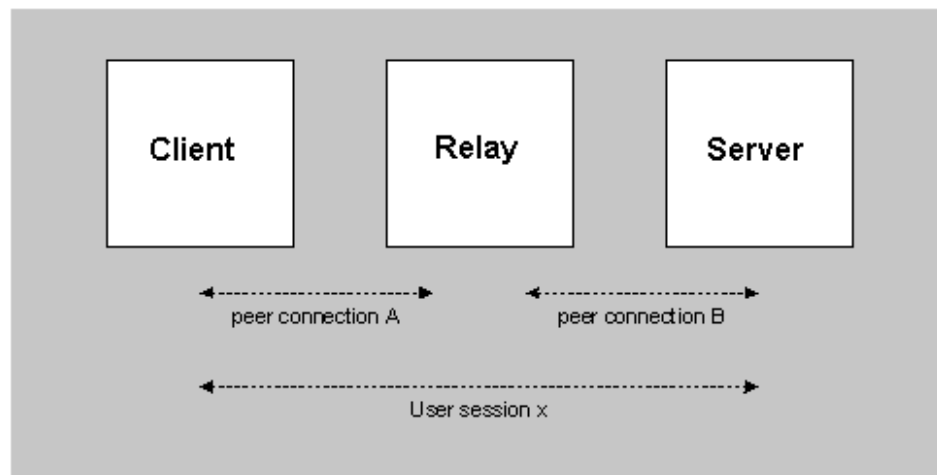 Client
Relay
Server
peer connection A
peer connection B
User session x